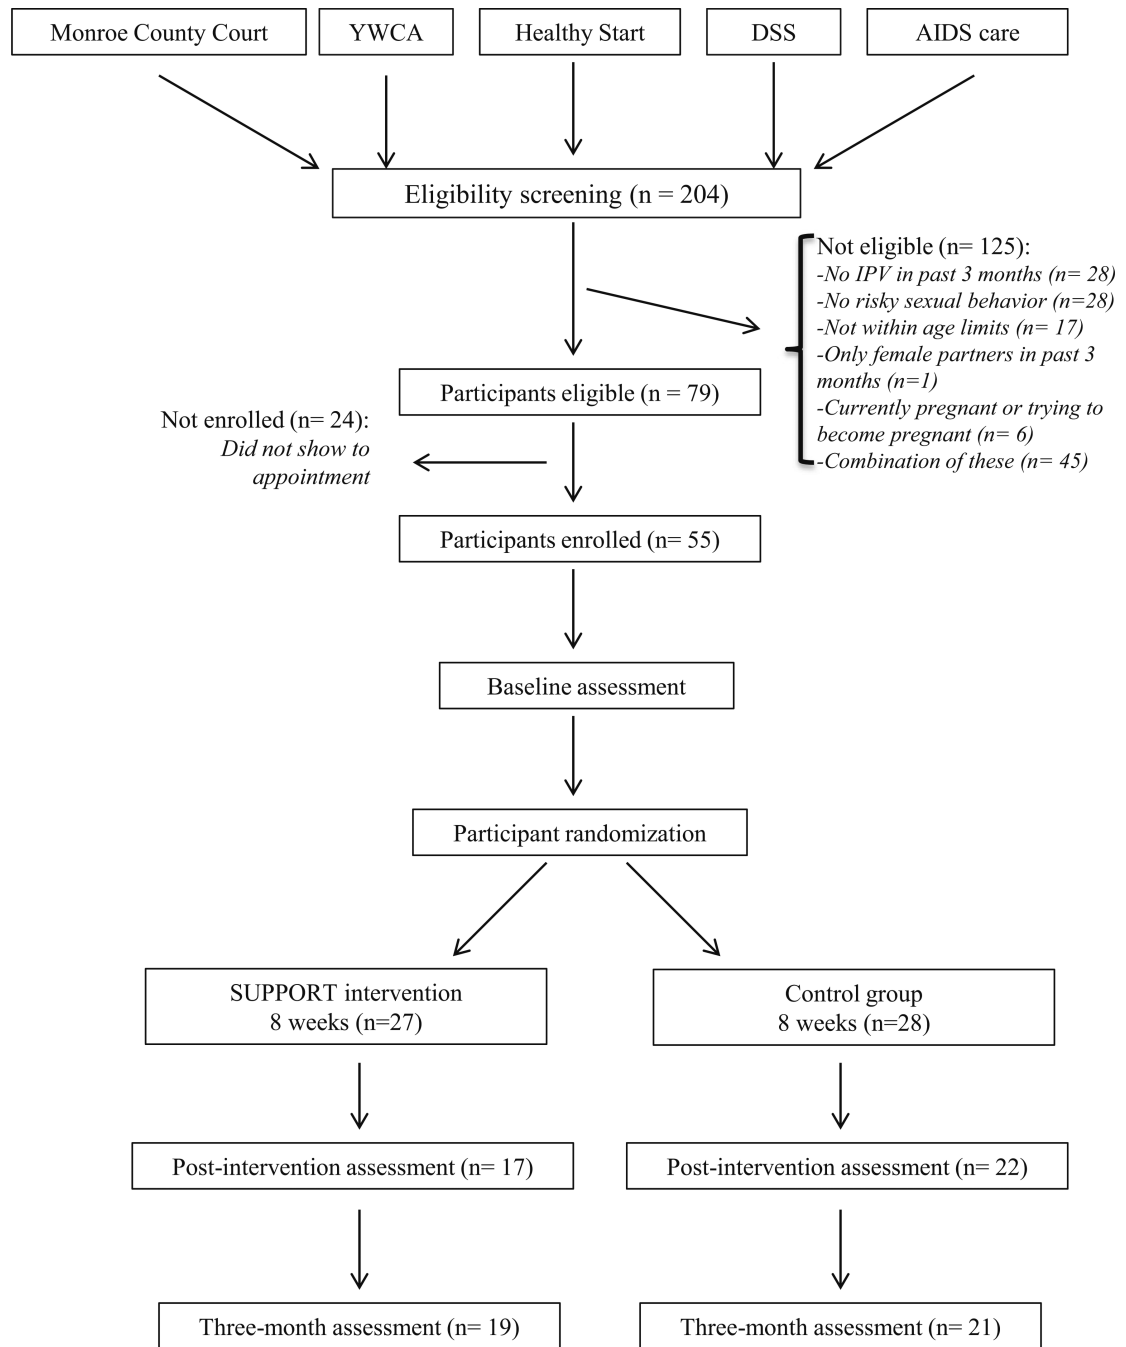 Monroe County Court
YWCA
Healthy Start
DSS
AIDS care
Eligibility screening (n = 204)
Not eligible (n= 125):
-No IPV in past 3 months (n= 28)
-No risky sexual behavior (n=28)
-Not within age limits (n= 17)
-Only female partners in past 3
months (n=1)
-Currently pregnant or trying to
become pregnant (n= 6)
-Combination of these (n= 45)
Participants eligible (n = 79)
Not enrolled (n= 24):
Did not show to
appointment
Participants enrolled (n= 55)
Baseline assessment
Participant randomization
SUPPORT intervention
8 weeks (n=27)
Control group
8 weeks (n=28)
Post-intervention assessment (n= 17)
Post-intervention assessment (n= 22)
Three-month assessment (n= 19)
Three-month assessment (n= 21)